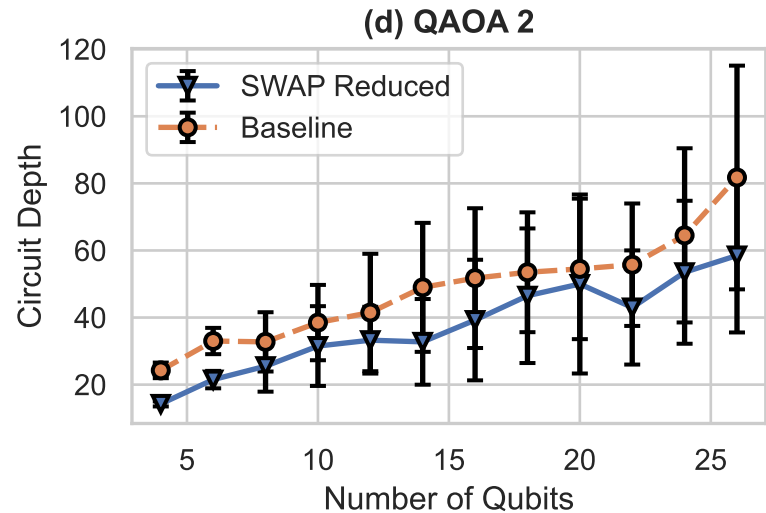 (d) QAOA 2
120
100
80
60
40
20
Circuit Depth
SWAP Reduced
Baseline
5
10
15
20
25
Number of Qubits